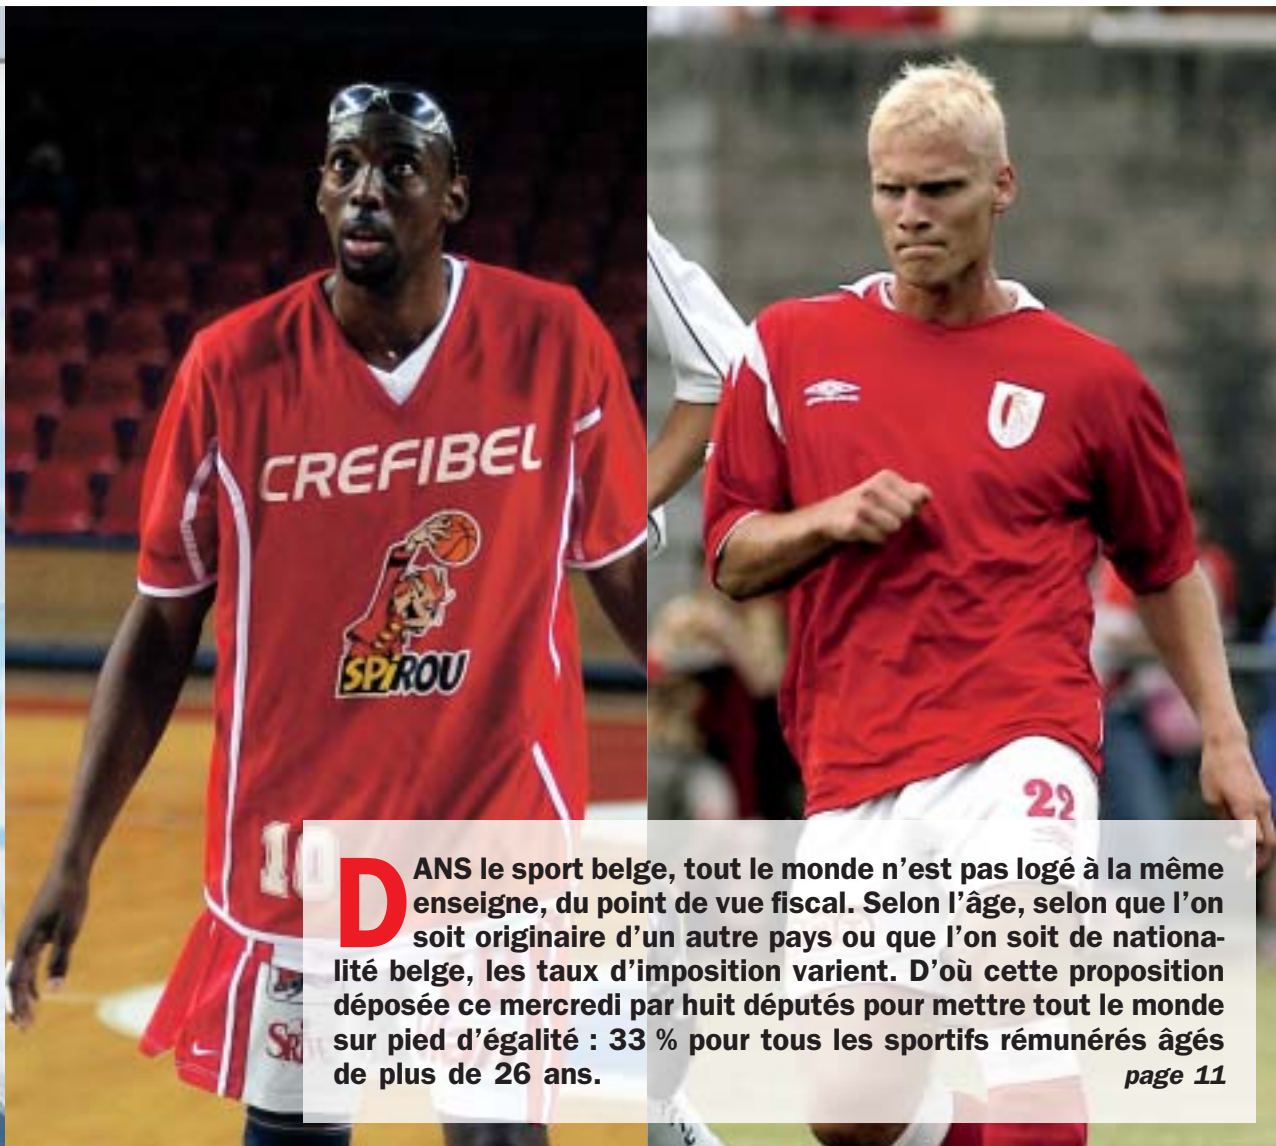 CREFIBEL
SPiROU
10
22
DANS le sport belge, tout le monde n'est pas logé à la même
enseigne, du point de vue fiscal. Selon l'âge, selon que l'on
soit originaire d'un autre pays ou que l'on soit de nationa-
lité belge, les taux d'imposition varient. D'où cette proposition
déposée ce mercredi par huit députés pour mettre tout le monde
sur pied d'égalité : 33 % pour tous les sportifs rémunérés âgés
de plus de 26 ans.
page 11